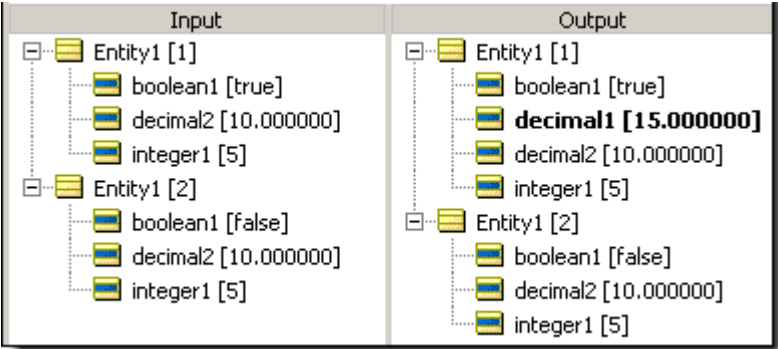 Input
Entity1 [1]
boolean1 [true]
decimal2 [10.000000]
integer1 [5]
Entity1 [2]
boolean1 [false]
decimal2 [10.000000]
integer1 [5]
Output
Entity1 [1]
boolean1 [true]
decimal1 [15.000000]
decimal2 [10.000000]
integer1 [5]
Entity1 [2]
boolean1 [false]
decimal2 [10.000000]
integer1 [5]